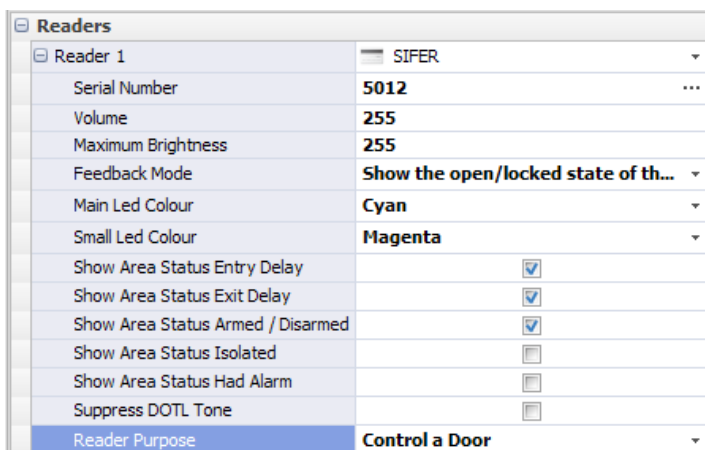 Readers
Reader 1 SIFER
Serial Number 5012 ...
Volume 255
Maximum Brightness 255
Feedback Mode Show the open/locked state of th...
Main Led Colour Cyan
Small Led Colour Magenta
Show Area Status Entry Delay
Show Area Status Exit Delay
Show Area Status Armed / Disarmed
Show Area Status Isolated
Show Area Status Had Alarm
Suppress DOTL Tone
Reader Purpose Control a Door